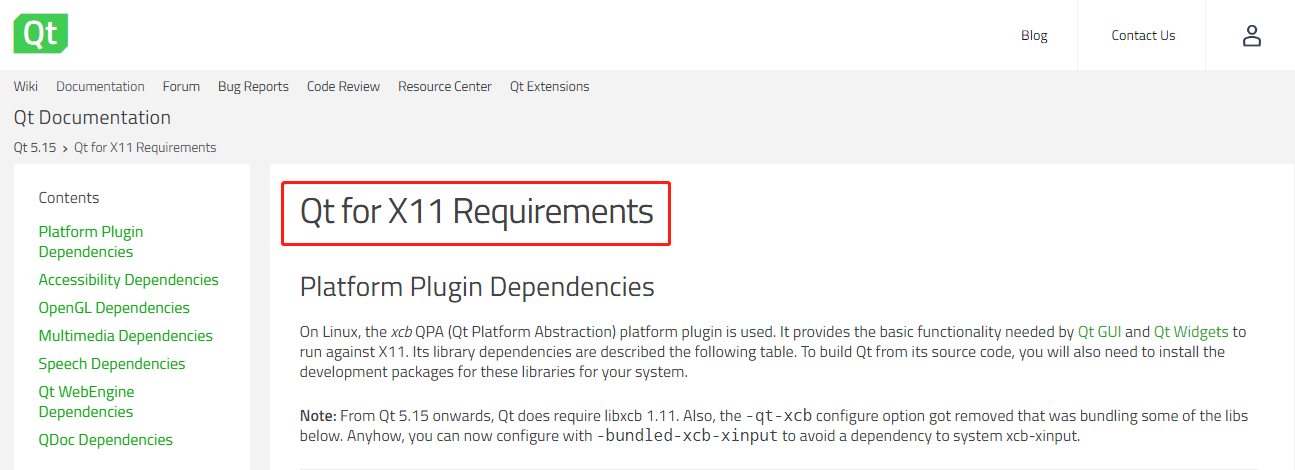 Qt
Blog
Contact Us
Wiki
Documentation
Forum
Bug Reports
Code Review
Resource Center
Qt Extensions
Qt Documentation
Qt 5.15 › Qt for X11 Requirements
Contents
Platform Plugin
Dependencies
Accessibility Dependencies
OpenGL Dependencies
Multimedia Dependencies
Speech Dependencies
Qt WebEngine
Dependencies
QDoc Dependencies
Qt for X11 Requirements
Platform Plugin Dependencies
On Linux, the xcb QPA (Qt Platform Abstraction) platform plugin is used. It provides the basic functionality needed by Qt GUI and Qt Widgets to
run against X11. Its library dependencies are described the following table. To build Qt from its source code, you will also need to install the
development packages for these libraries for your system.
Note: From Qt 5.15 onwards, Qt does require libxcb 1.11. Also, the -qt-xcb configure option got removed that was bundling some of the libs
below. Anyhow, you can now configure with -bundled-xcb-xinput to avoid a dependency to system xcb-xinput.